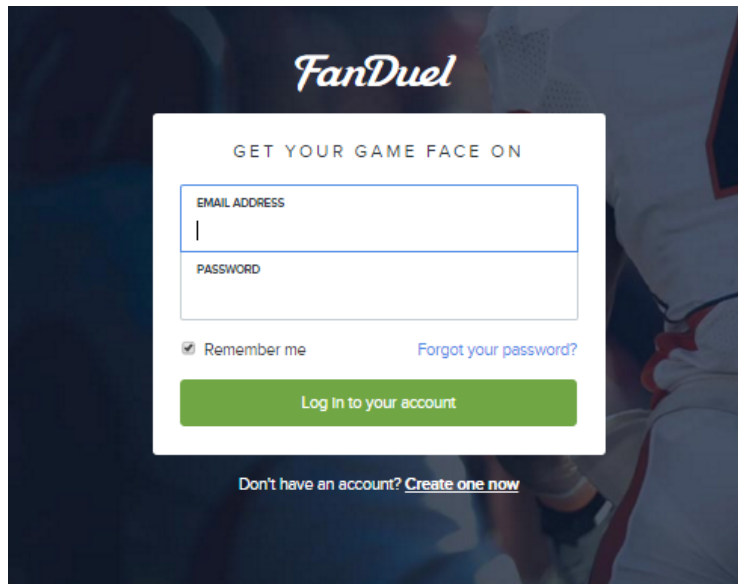 FanDuel
GET YOUR GAME FACE ON
EMAIL ADDRESS
PASSWORD
Remember me
Forgot your password?
Log in to your account
Don't have an account? Create one now